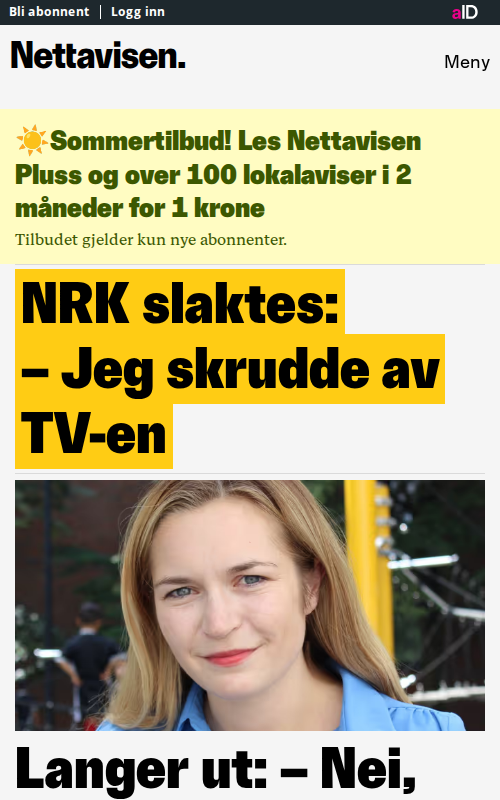 Bli abonnent | Logg inn
aID
Nettavisen.
Meny
☀️Sommertilbud! Les Nettavisen
Pluss og over 100 lokalaviser i 2
måneder for 1 krone
Tilbudet gjelder kun nye abonnenter.
NRK slaktes:
– Jeg skrudde av
TV-en
Langer ut: – Nei,